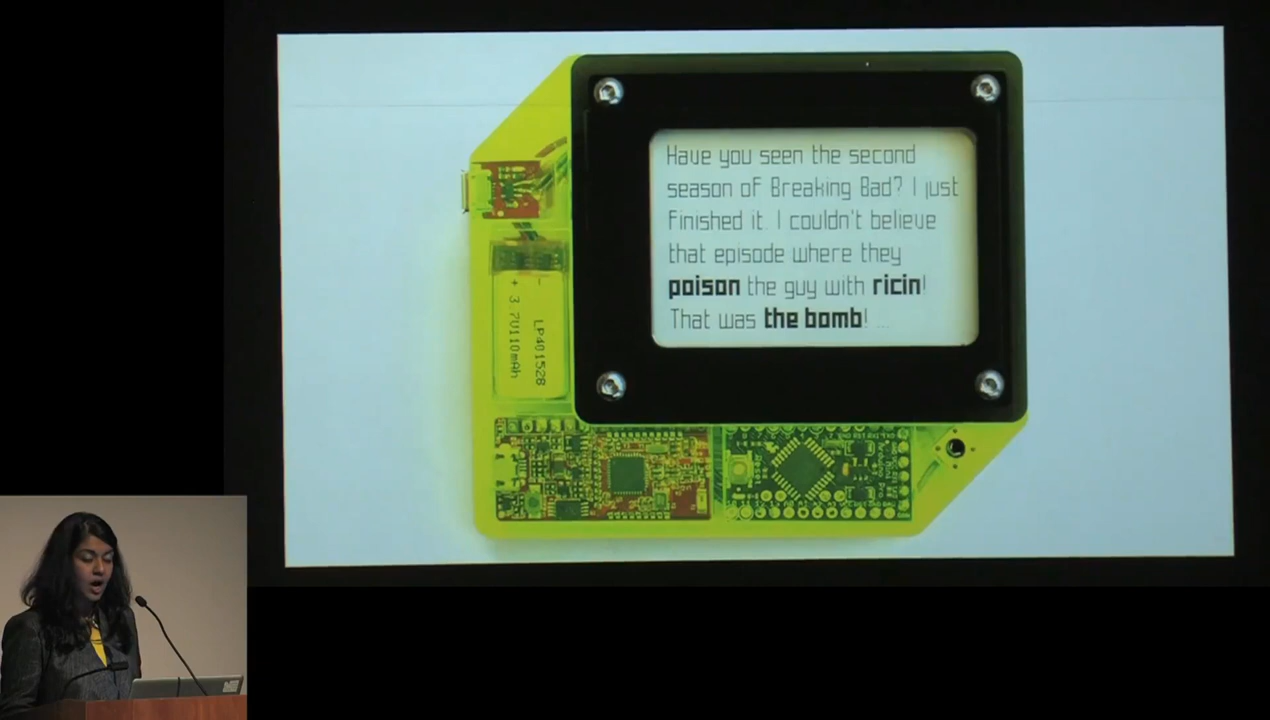 Have you seen the second
season of Breaking Bad? I just
finished it. I couldn't believe
that episode where they
poison the guy with ricin!
That was the bomb! ...
+ -
3.7V110mAh
LP401528